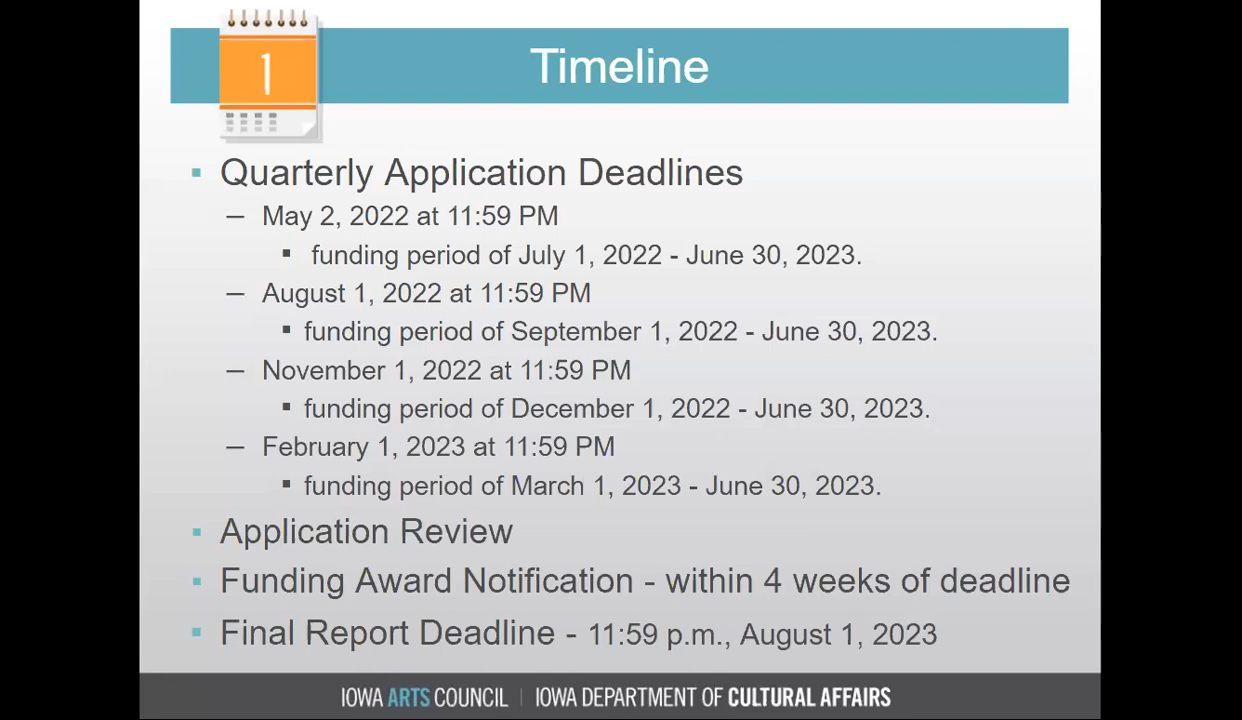 1
Timeline
▪ Quarterly Application Deadlines
– May 2, 2022 at 11:59 PM
▪ funding period of July 1, 2022 - June 30, 2023.
– August 1, 2022 at 11:59 PM
▪ funding period of September 1, 2022 - June 30, 2023.
– November 1, 2022 at 11:59 PM
▪ funding period of December 1, 2022 - June 30, 2023.
– February 1, 2023 at 11:59 PM
▪ funding period of March 1, 2023 - June 30, 2023.
▪ Application Review
▪ Funding Award Notification - within 4 weeks of deadline
▪ Final Report Deadline - 11:59 p.m., August 1, 2023
IOWA ARTS COUNCIL | IOWA DEPARTMENT OF CULTURAL AFFAIRS